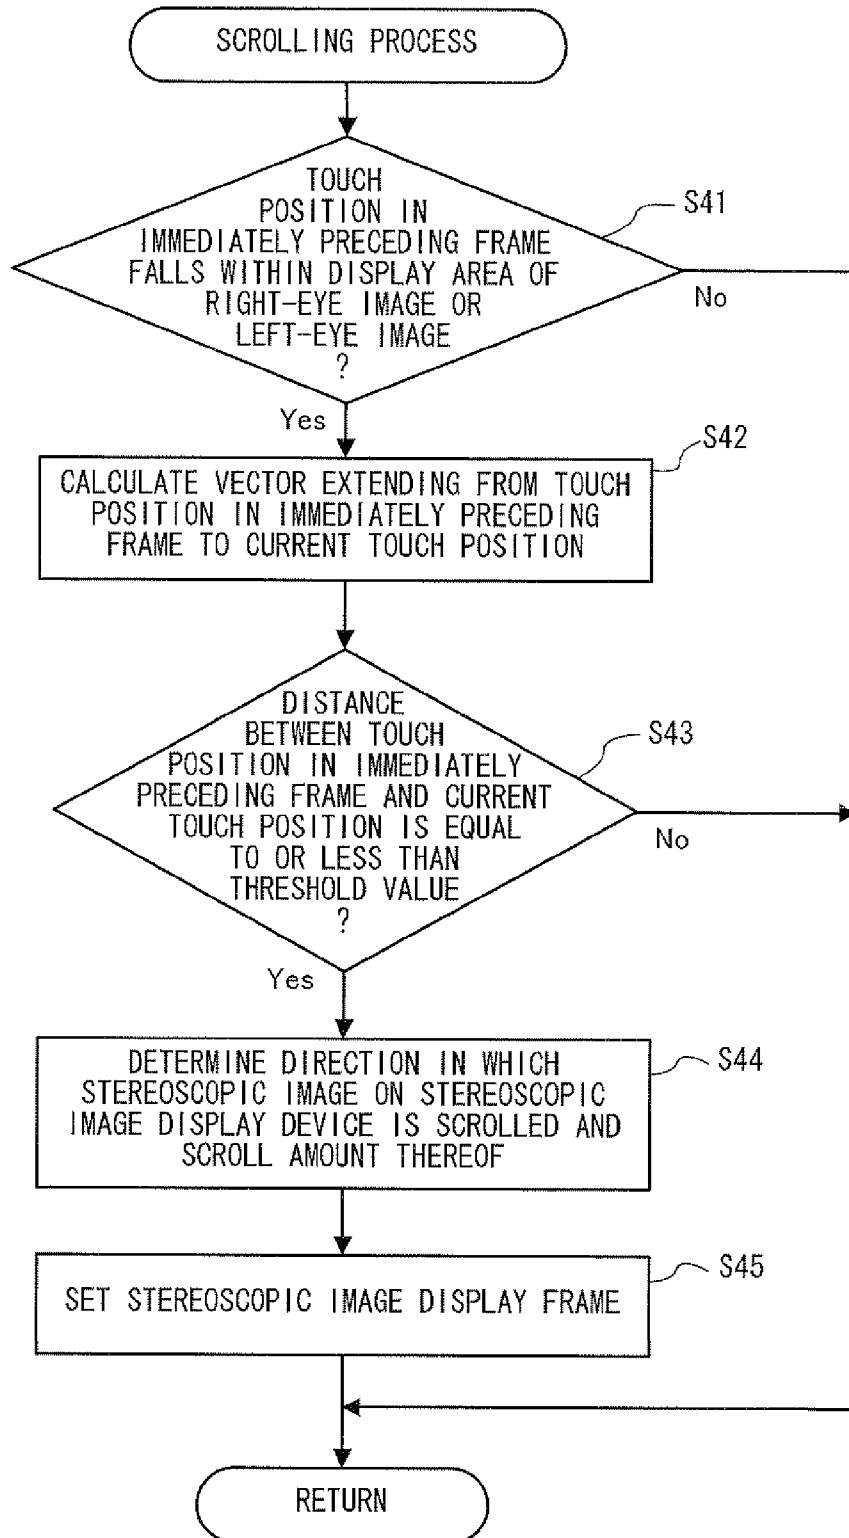 SCROLLING PROCESS
TOUCH
POSITION IN
IMMEDIATELY PRECEDING FRAME
FALLS WITHIN DISPLAY AREA OF
RIGHT-EYE IMAGE OR
LEFT-EYE IMAGE
?
S41
No
Yes
S42
CALCULATE VECTOR EXTENDING FROM TOUCH
POSITION IN IMMEDIATELY PRECEDING
FRAME TO CURRENT TOUCH POSITION
DISTANCE
BETWEEN TOUCH
POSITION IN IMMEDIATELY
PRECEDING FRAME AND CURRENT
TOUCH POSITION IS EQUAL
TO OR LESS THAN
THRESHOLD VALUE
?
S43
No
Yes
DETERMINE DIRECTION IN WHICH
STEREOSCOPIC IMAGE ON STEREOSCOPIC
IMAGE DISPLAY DEVICE IS SCROLLED AND
SCROLL AMOUNT THEREOF
S44
SET STEREOSCOPIC IMAGE DISPLAY FRAME
S45
RETURN